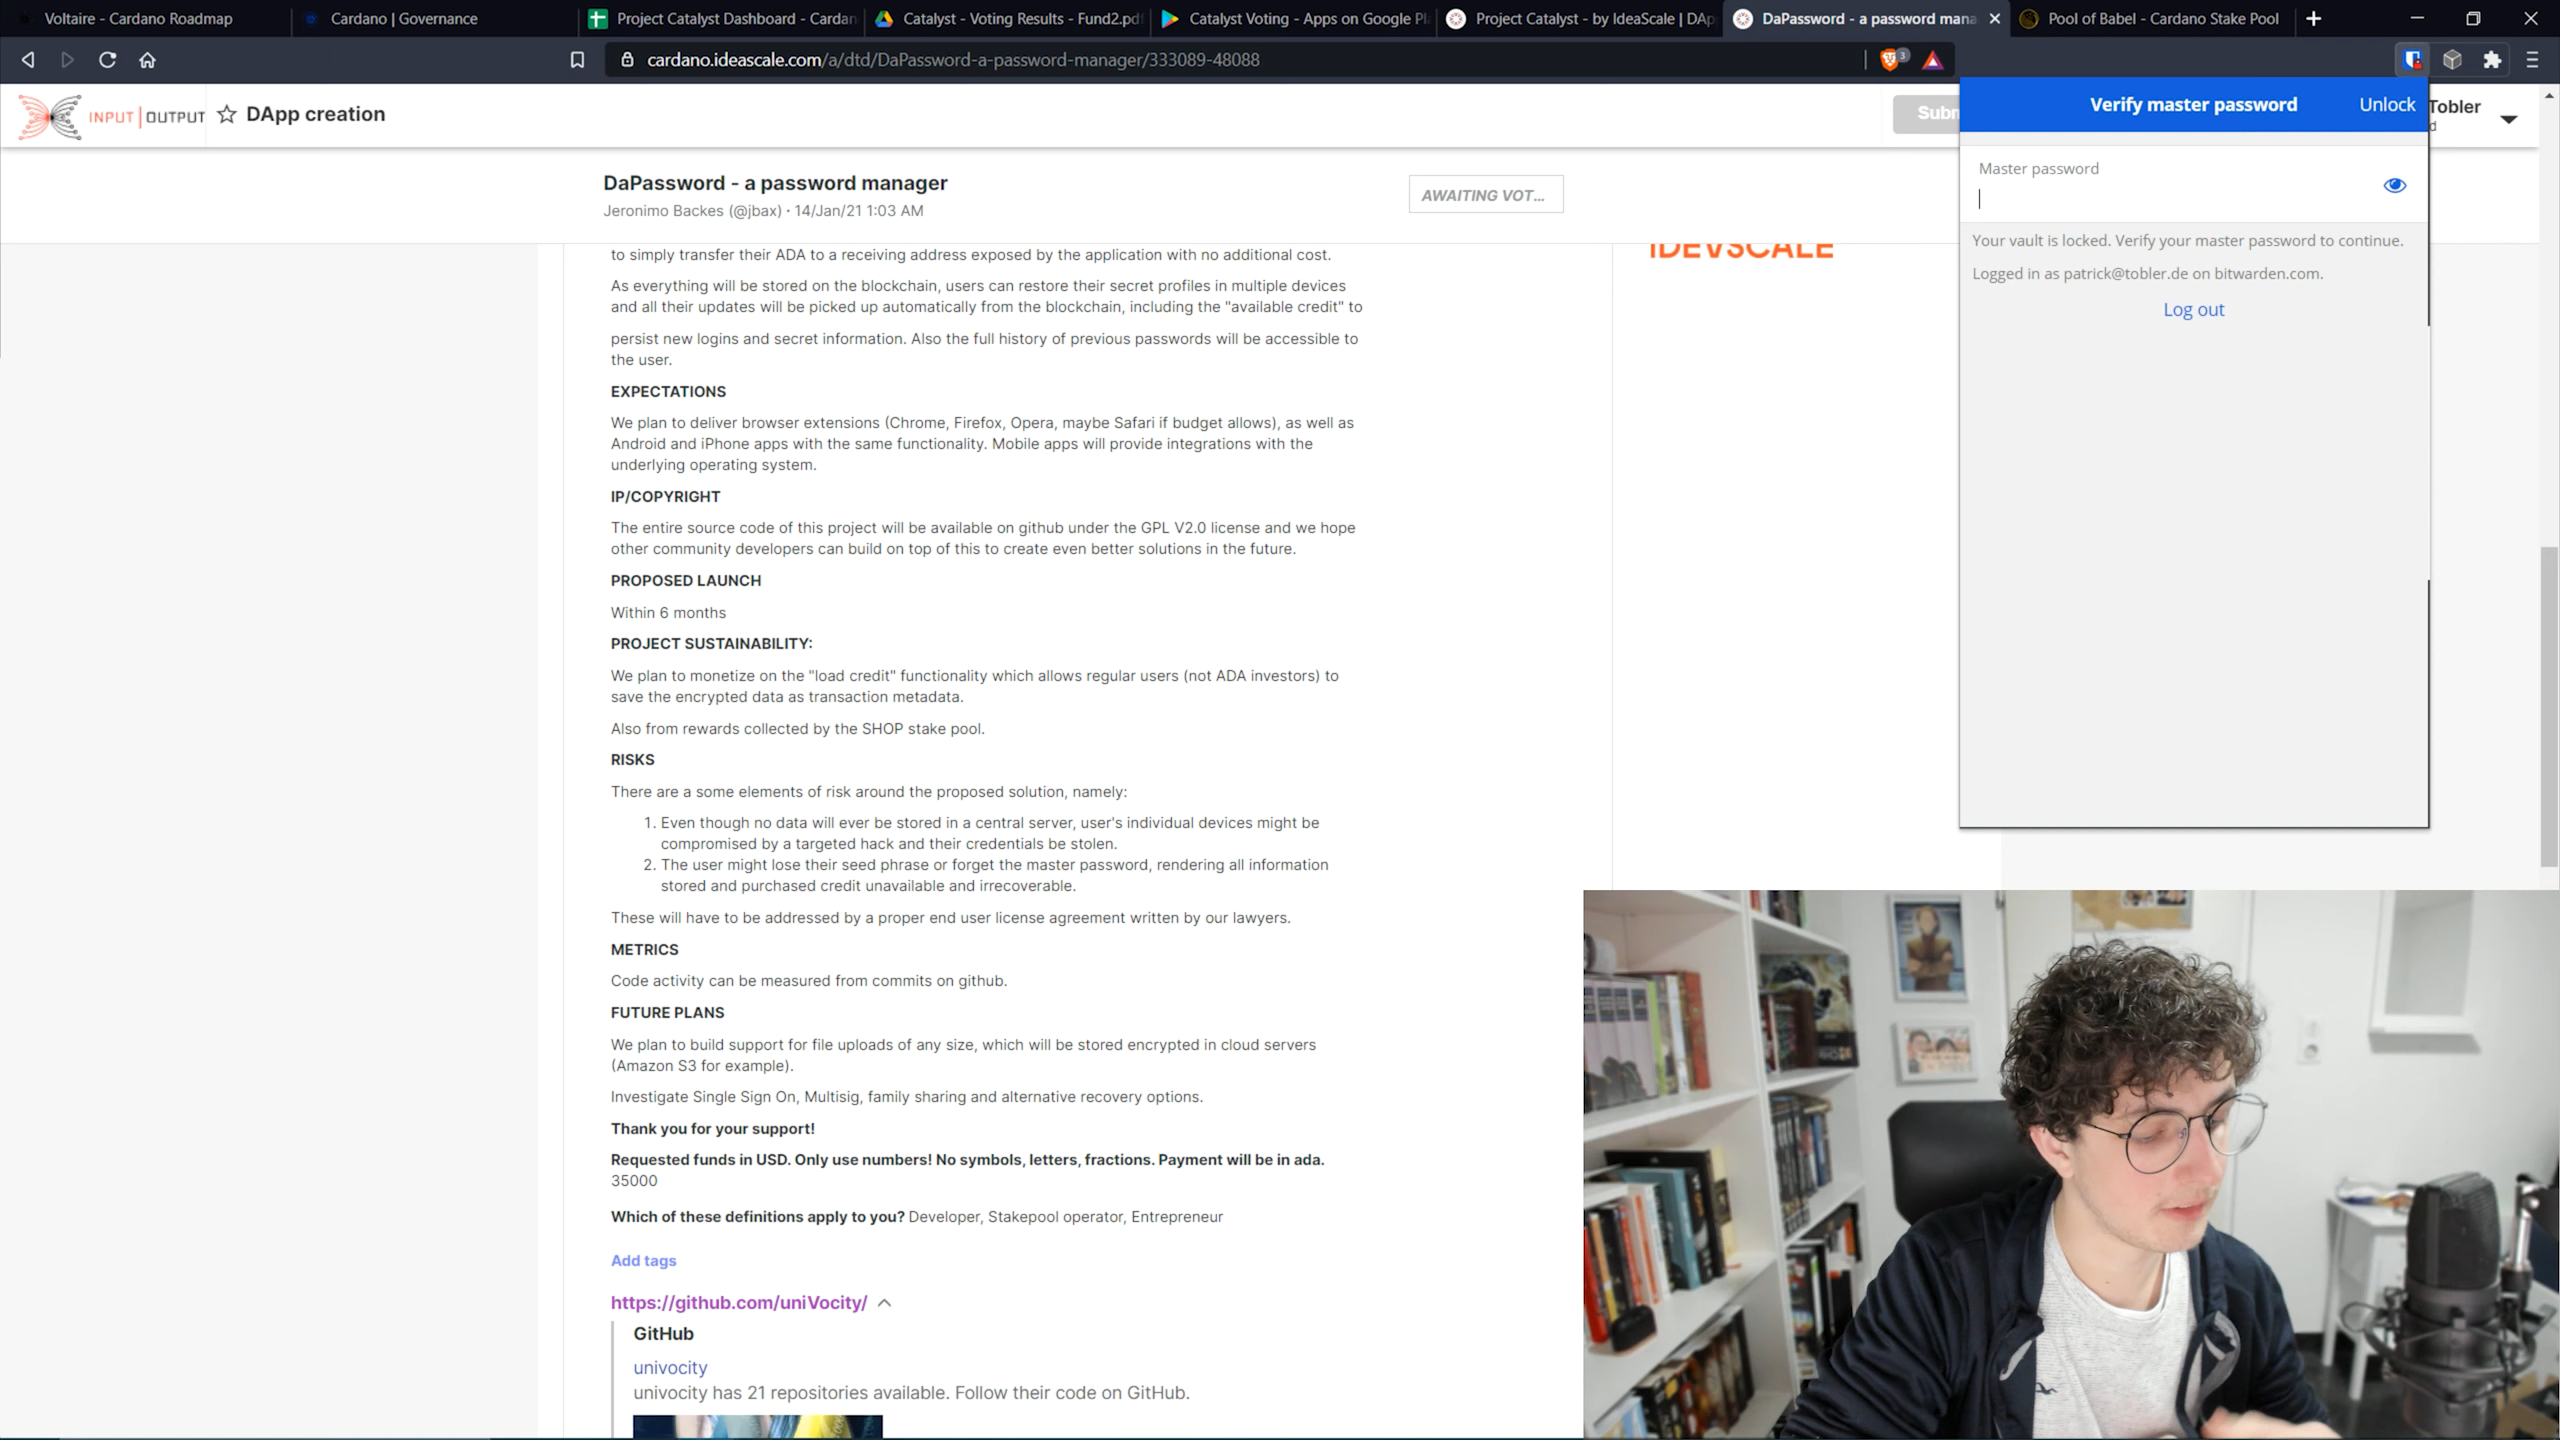 Voltaire - Cardano Roadmap
Cardano | Governance
Project Catalyst Dashboard - Cardan
Catalyst - Voting Results - Fund2.pdf
Catalyst Voting - Apps on Google Pl
Project Catalyst - by IdeaScale | DAp
DaPassword - a password mana
Pool of Babel - Cardano Stake Pool
cardano.ideascale.com/a/dtd/DaPassword-a-password-manager/333089-48088
3
INPUT | OUTPUT
DApp creation
Subm
Tobler
d
Verify master password
Unlock
Master password
Your vault is locked. Verify your master password to continue.
Logged in as patrick@tobler.de on bitwarden.com.
Log out
DaPassword - a password manager
Jeronimo Backes (@jbax) · 14/Jan/21 1:03 AM
AWAITING VOT...
to simply transfer their ADA to a receiving address exposed by the application with no additional cost.
As everything will be stored on the blockchain, users can restore their secret profiles in multiple devices
and all their updates will be picked up automatically from the blockchain, including the "available credit" to
persist new logins and secret information. Also the full history of previous passwords will be accessible to
the user.
EXPECTATIONS
We plan to deliver browser extensions (Chrome, Firefox, Opera, maybe Safari if budget allows), as well as
Android and iPhone apps with the same functionality. Mobile apps will provide integrations with the
underlying operating system.
IP/COPYRIGHT
The entire source code of this project will be available on github under the GPL V2.0 license and we hope
other community developers can build on top of this to create even better solutions in the future.
PROPOSED LAUNCH
Within 6 months
PROJECT SUSTAINABILITY:
We plan to monetize on the "load credit" functionality which allows regular users (not ADA investors) to
save the encrypted data as transaction metadata.
Also from rewards collected by the SHOP stake pool.
RISKS
There are a some elements of risk around the proposed solution, namely:
1. Even though no data will ever be stored in a central server, user's individual devices might be
compromised by a targeted hack and their credentials be stolen.
2. The user might lose their seed phrase or forget the master password, rendering all information
stored and purchased credit unavailable and irrecoverable.
These will have to be addressed by a proper end user license agreement written by our lawyers.
METRICS
Code activity can be measured from commits on github.
FUTURE PLANS
We plan to build support for file uploads of any size, which will be stored encrypted in cloud servers
(Amazon S3 for example).
Investigate Single Sign On, Multisig, family sharing and alternative recovery options.
Thank you for your support!
Requested funds in USD. Only use numbers! No symbols, letters, fractions. Payment will be in ada.
35000
Which of these definitions apply to you? Developer, Stakepool operator, Entrepreneur
Add tags
https://github.com/uniVocity/
GitHub
univocity
univocity has 21 repositories available. Follow their code on GitHub.